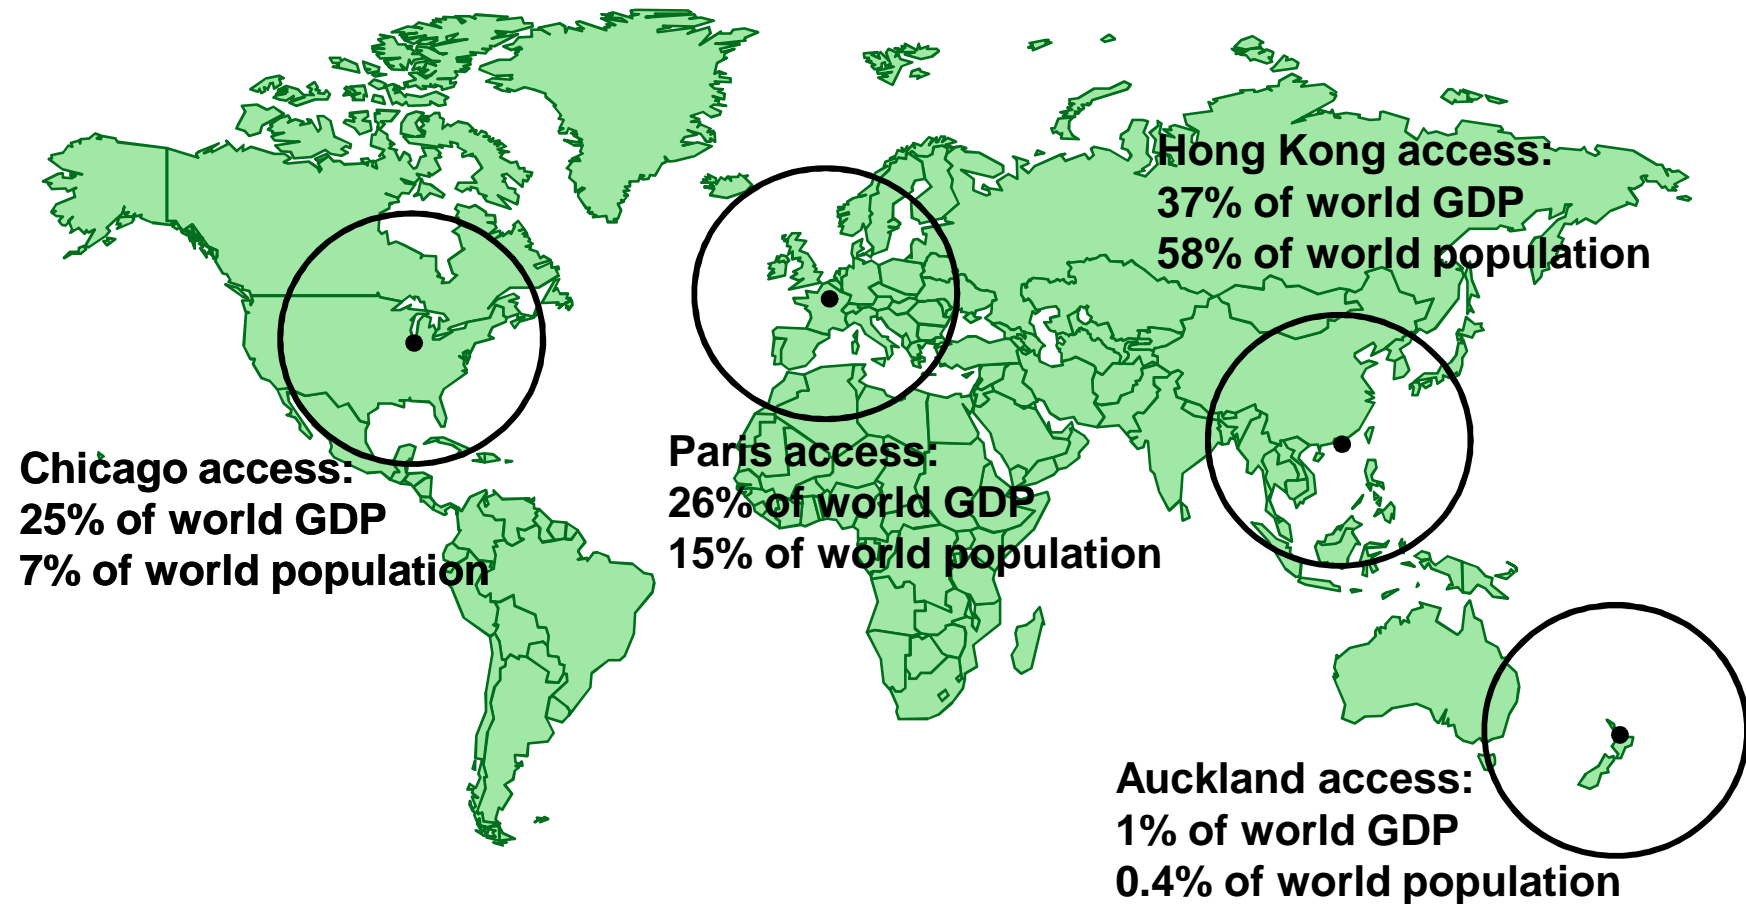 Hong Kong access:
37% of world GDP
58% of world population
Chicago access:
25% of world GDP
7% of world population
Paris access:
26% of world GDP
15% of world population
Auckland access:
1% of world GDP
0.4% of world population